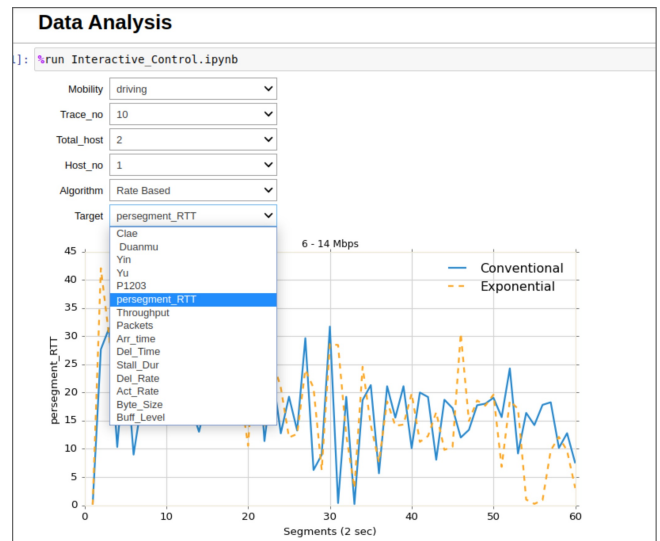 Data Analysis
]: %run Interactive_Control.ipynb
Mobility driving
Trace_no 10
Total_host 2
Host_no 1
Algorithm Rate Based
Target persegment_RTT
Clae
Duanmu
Yin
Yu
P1203
persegment_RTT
Throughput
Packets
Arr_time
Del_Time
Stall_Dur
Del_Rate
Act_Rate
Byte_Size
Buff_Level
6 - 14 Mbps
Conventional
Exponential
persegment_RTT
45
40
35
30
25
20
15
10
5
0
0 10 20 30 40 50 60
Segments (2 sec)